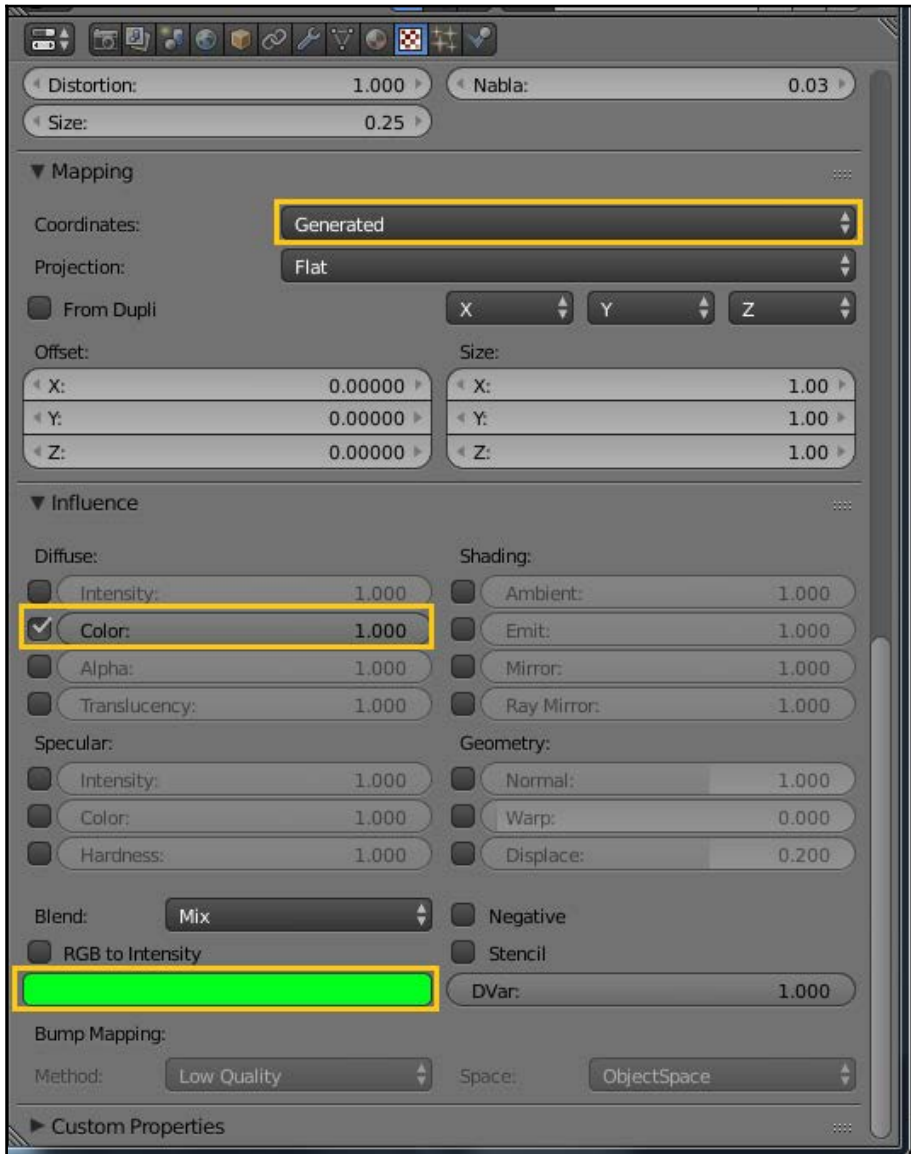 Distortion: 1.000 Nabla: 0.03
Size: 0.25
Mapping
Coordinates: Generated
Projection: Flat
From Dupli X Y Z
Offset: Size:
X: 0.00000 X: 1.00
Y: 0.00000 Y: 1.00
Z: 0.00000 Z: 1.00
Influence
Diffuse: Shading:
Intensity: 1.000 Ambient: 1.000
Color: 1.000 Emit: 1.000
Alpha: 1.000 Mirror: 1.000
Translucency: 1.000 Ray Mirror: 1.000
Specular: Geometry:
Intensity: 1.000 Normal: 1.000
Color: 1.000 Warp: 0.000
Hardness: 1.000 Displace: 0.200
Blend: Mix Negative
RGB to Intensity Stencil
DVar: 1.000
Bump Mapping:
Method: Low Quality Space: ObjectSpace
Custom Properties